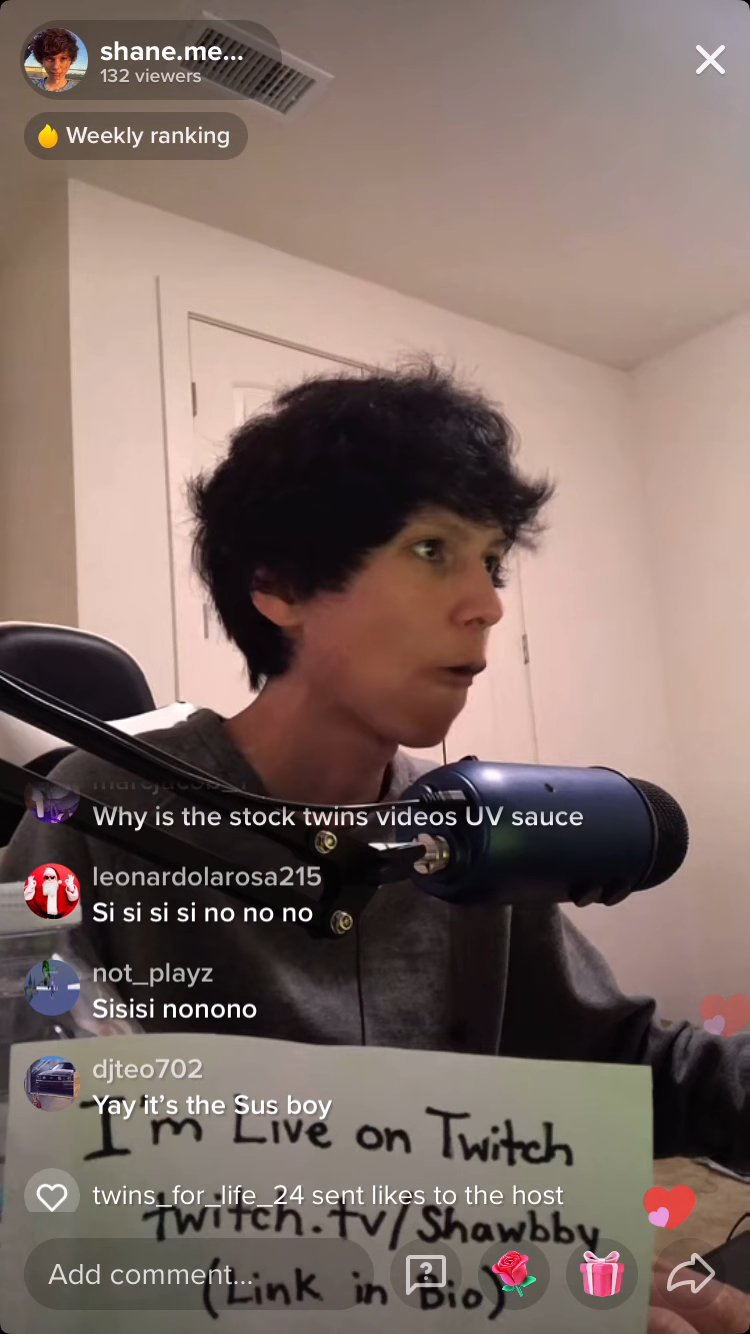 shane.me...
132 viewers
Weekly ranking
Why is the stock twins videos UV sauce
leonardolarosa215
Si si si si no no no
not_playz
Sisisi nonono
djteo702
Yay it's the Sus boy
I'm Live on Twitch
twins_for_life_24 sent likes to the host
twitch.tv/Shawbby
Add comment...
(Link in Bio)